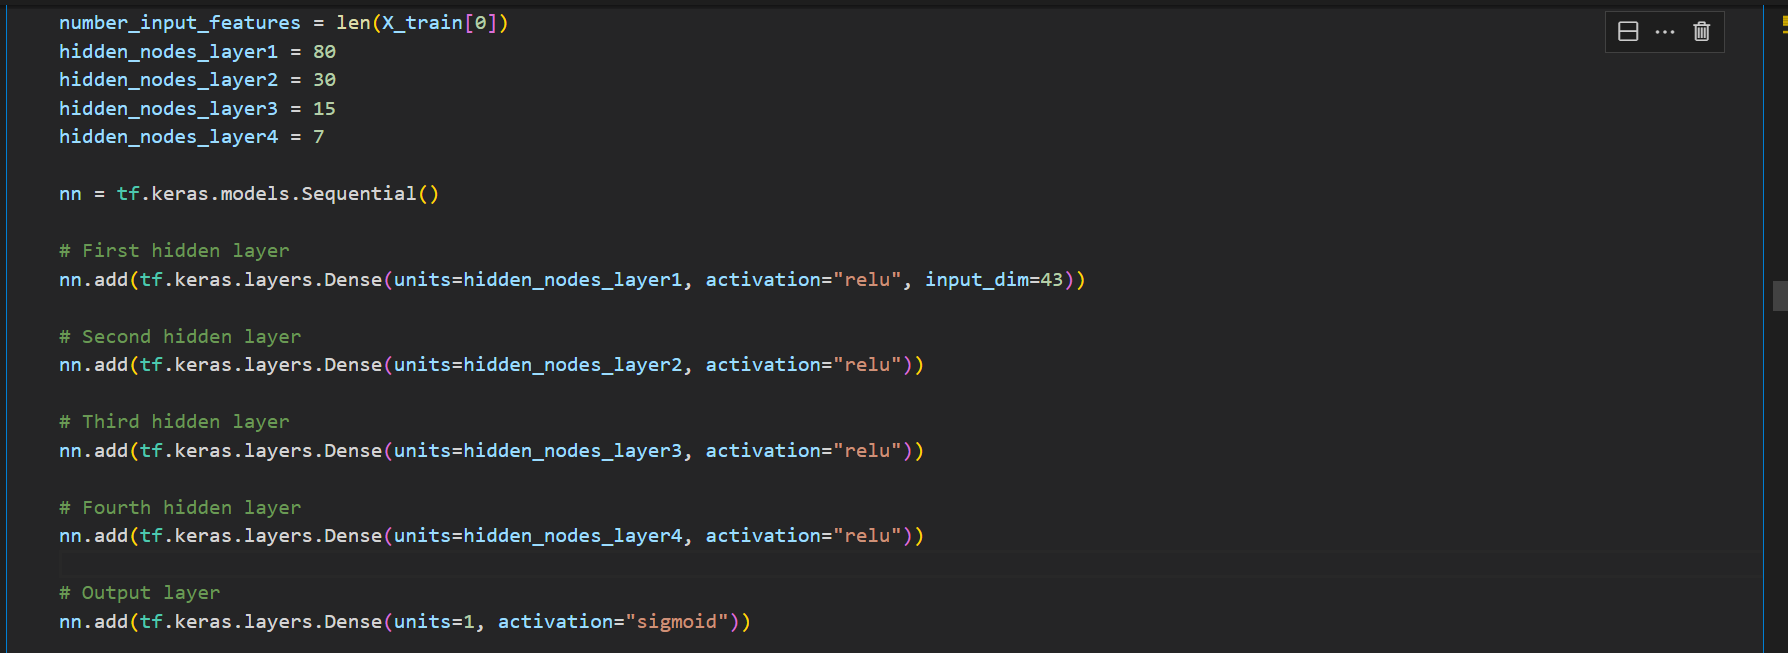 number_input_features = len(X_train[0])
hidden_nodes_layer1 = 80
hidden_nodes_layer2 = 30
hidden_nodes_layer3 = 15
hidden_nodes_layer4 = 7
nn = tf.keras.models.Sequential()
# First hidden layer
nn.add(tf.keras.layers.Dense(units=hidden_nodes_layer1, activation="relu", input_dim=43))
# Second hidden layer
nn.add(tf.keras.layers.Dense(units=hidden_nodes_layer2, activation="relu"))
# Third hidden layer
nn.add(tf.keras.layers.Dense(units=hidden_nodes_layer3, activation="relu"))
# Fourth hidden layer
nn.add(tf.keras.layers.Dense(units=hidden_nodes_layer4, activation="relu"))
# Output layer
nn.add(tf.keras.layers.Dense(units=1, activation="sigmoid"))